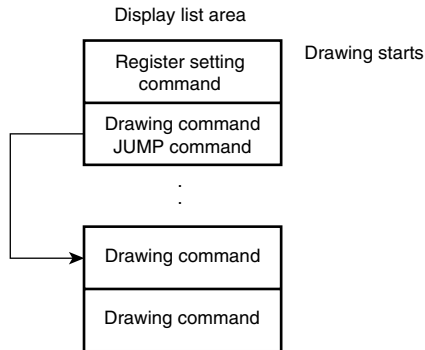 Display list area
Drawing starts
Register setting
command
Drawing command
JUMP command
:
Drawing command
Drawing command